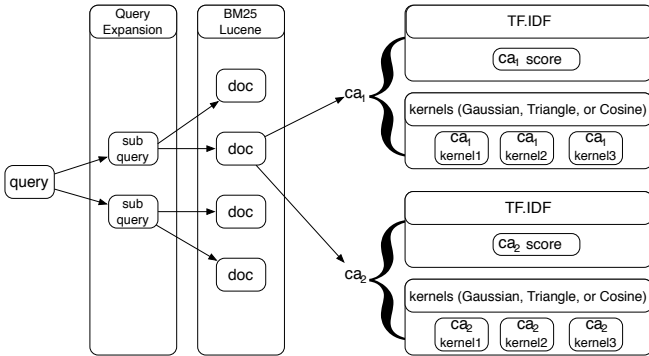 Query
Expansion
BM25
Lucene
query
sub
query
sub
query
doc
doc
doc
doc
ca1
ca2
TF.IDF
ca1 score
kernels (Gaussian, Triangle, or Cosine)
ca1
kernel1
ca1
kernel2
ca1
kernel3
TF.IDF
ca2 score
kernels (Gaussian, Triangle, or Cosine)
ca2
kernel1
ca2
kernel2
ca2
kernel3